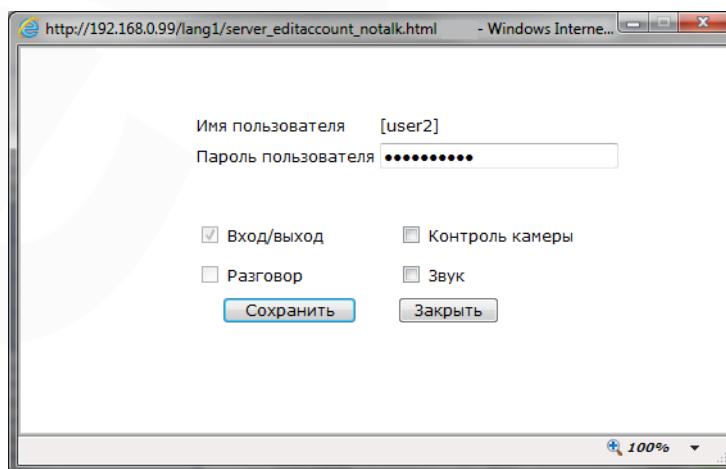 http://192.168.0.99/lang1/server_editaccount_notalk.html - Windows Interne...
Имя пользователя [user2]
Пароль пользователя ••••••••••
Вход/выход Контроль камеры
Разговор Звук
Сохранить Закрыть
100%